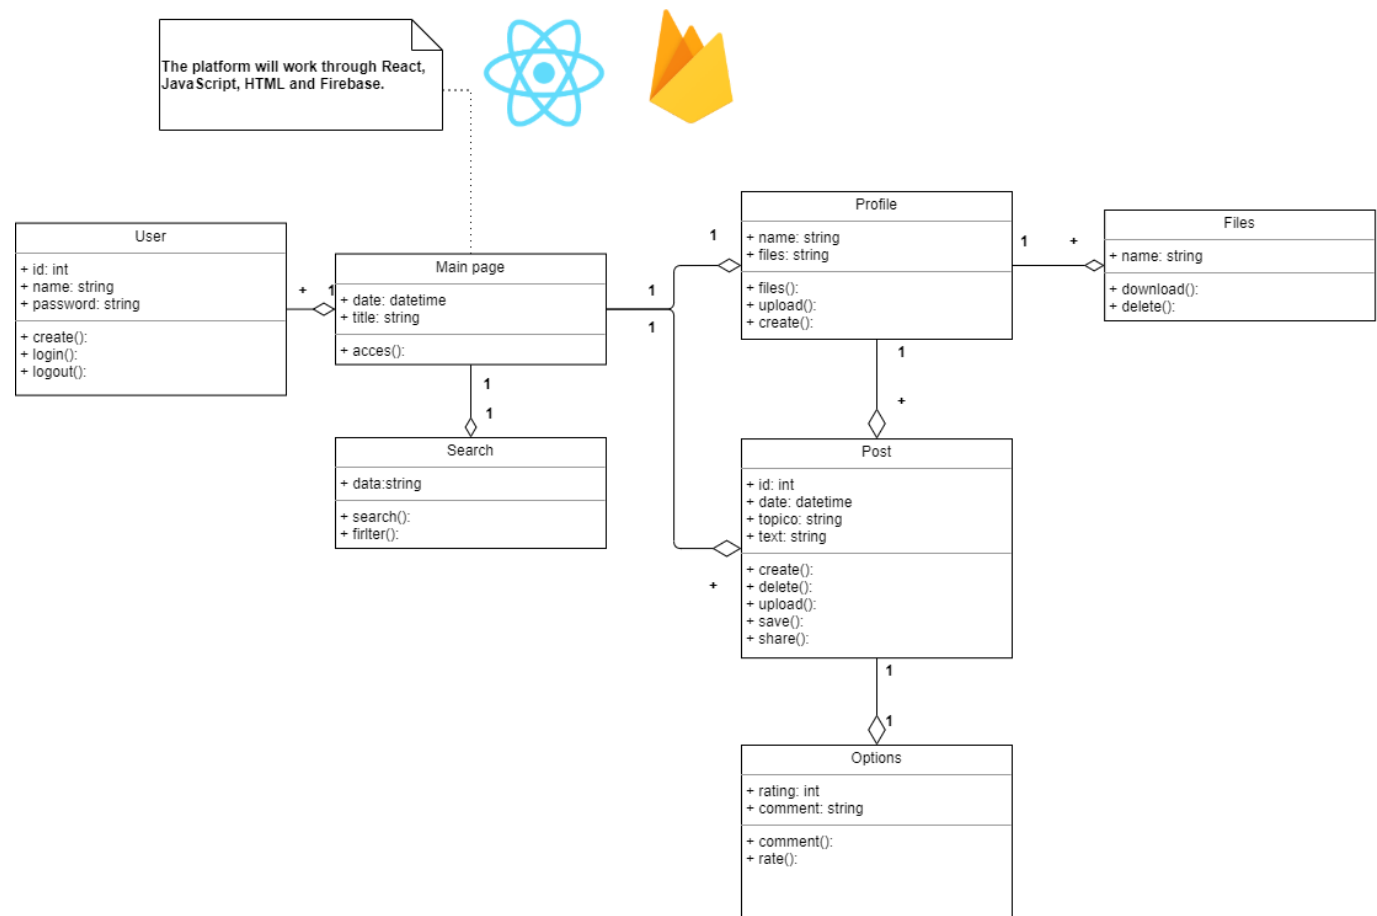 The platform will work through React,
JavaScript, HTML and Firebase.
User
+ id: int
+ name: string
+ password: string
+ create():
+ login():
+ logout():
+
1
Main page
+ date: datetime
+ title: string
+ acces():
1
1
Search
+ data:string
+ search():
+ firlter():
1
1
1
+
Profile
+ name: string
+ files: string
+ files():
+ upload():
+ create():
1
+
Files
+ name: string
+ download():
+ delete():
1
+
Post
+ id: int
+ date: datetime
+ topico: string
+ text: string
+ create():
+ delete():
+ upload():
+ save():
+ share():
1
1
Options
+ rating: int
+ comment: string
+ comment():
+ rate():